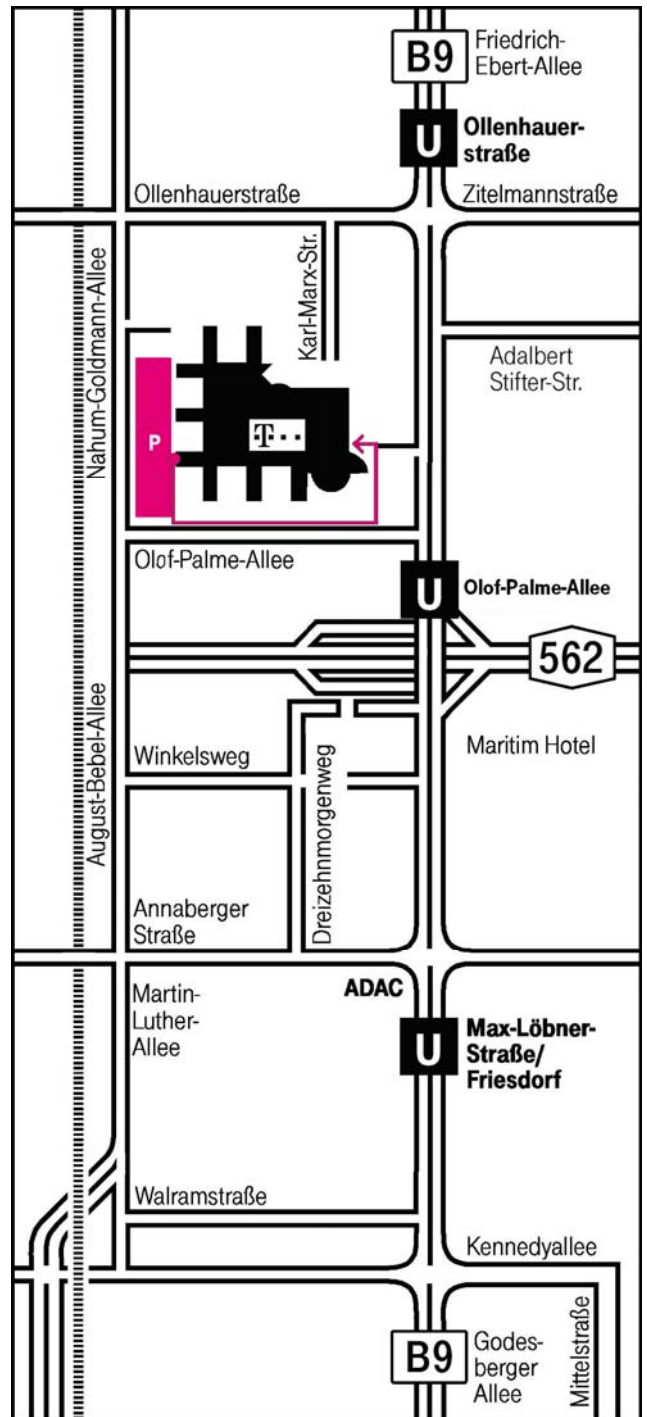 B9
Friedrich-
Ebert-Allee
U
Ollenhauer-
straße
Ollenhauerstraße
Zitelmannstraße
Nahum-Goldmann-Allee
Karl-Marx-Str.
Adalbert
Stifter-Str.
P
T
Olof-Palme-Allee
U
Olof-Palme-Allee
562
August-Bebel-Allee
Winkelsweg
Maritim Hotel
Dreizehnmorgenweg
Annaberger
Straße
Martin-
Luther-
Allee
ADAC
U
Max-Löbner-
Straße/
Friesdorf
Walramstraße
Kennedyallee
B9
Godes-
berger
Allee
Mittelstraße